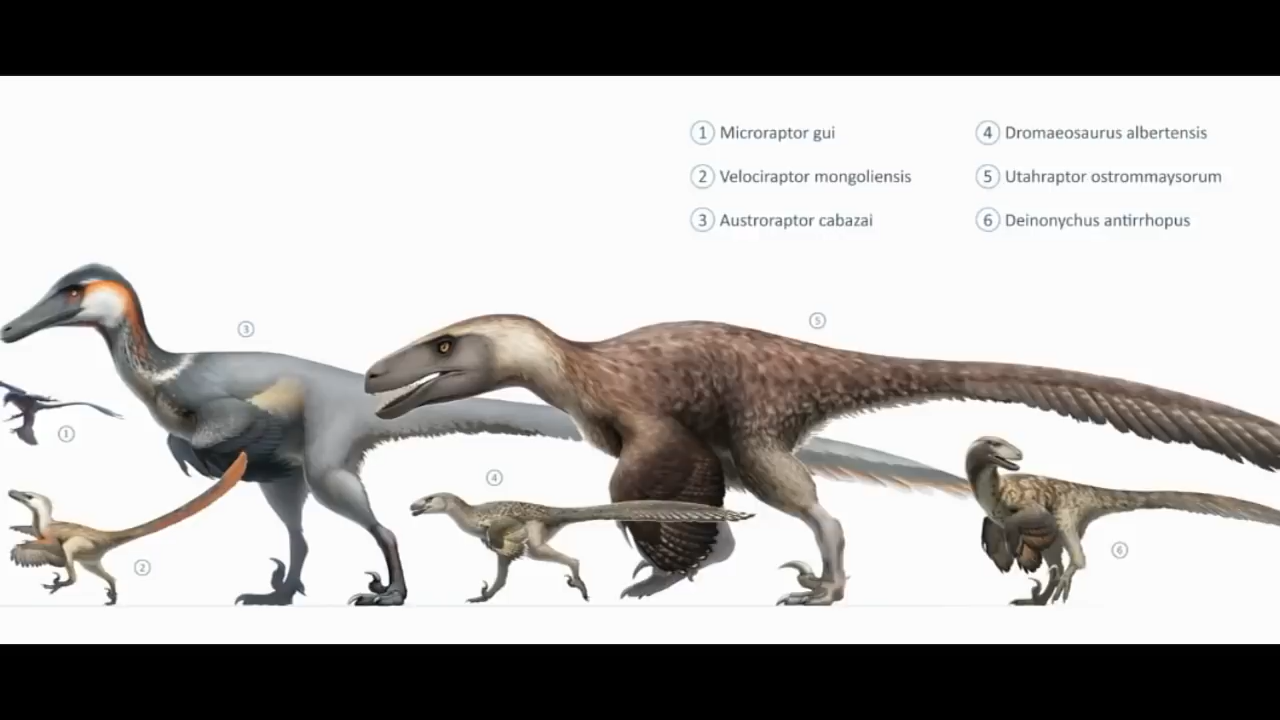 ① Microraptor gui
② Velociraptor mongoliensis
③ Austroraptor cabazai
④ Dromaeosaurus albertensis
⑤ Utahraptor ostrommaysorum
⑥ Deinonychus antirrhopus
③
⑤
①
④
②
⑥